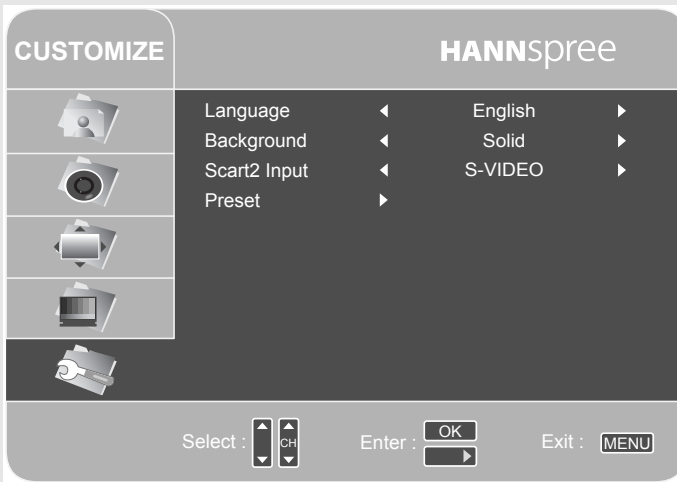 CUSTOMIZE
HANNspree
Language English
Background Solid
Scart2 Input S-VIDEO
Preset
Select : CH Enter : OK Exit : MENU